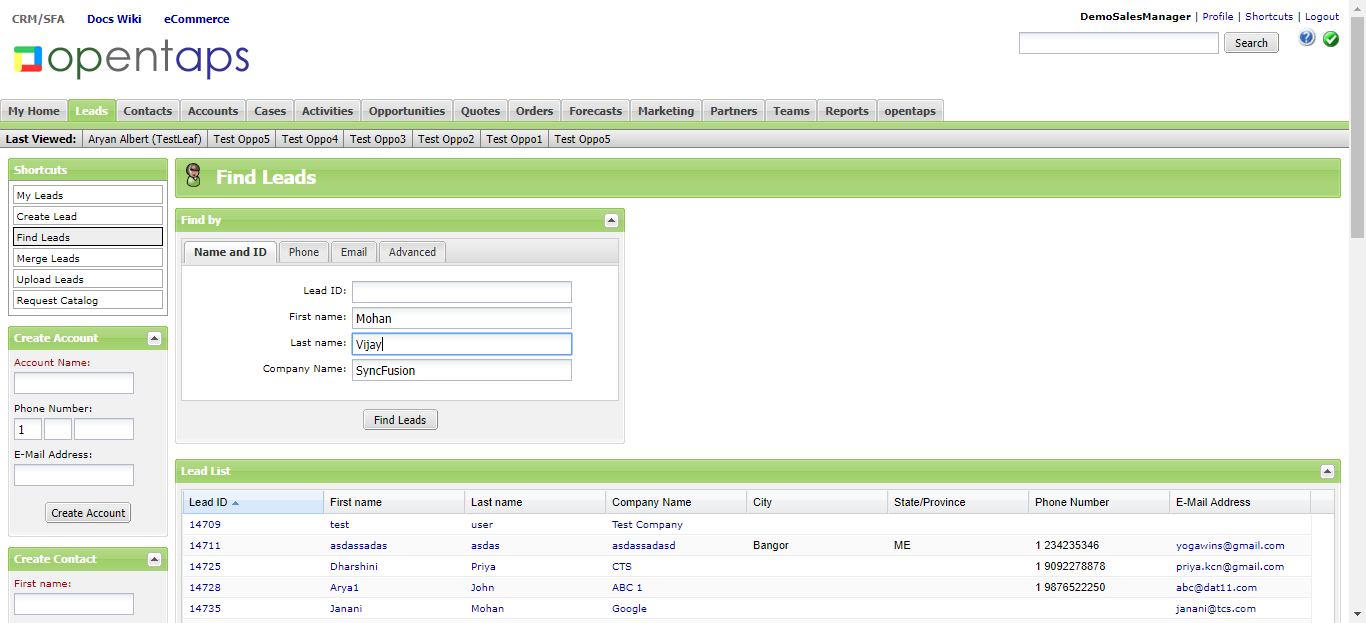 CRM/SFA Docs Wiki eCommerce
DemoSalesManager | Profile | Shortcuts | Logout
opentaps
Search
My Home Leads Contacts Accounts Cases Activities Opportunities Quotes Orders Forecasts Marketing Partners Teams Reports opentaps
Last Viewed: Aryan Albert (TestLeaf) Test Oppo5 Test Oppo4 Test Oppo3 Test Oppo2 Test Oppo1 Test Oppo5
Shortcuts
My Leads
Create Lead
Find Leads
Merge Leads
Upload Leads
Request Catalog
Create Account
Account Name:
Phone Number:
1
E-Mail Address:
Create Account
Create Contact
First name:
Find Leads
Find by
Name and ID Phone Email Advanced
Lead ID:
First name: Mohan
Last name: Vijay
Company Name: SyncFusion
Find Leads
Lead List
Lead ID First name Last name Company Name City State/Province Phone Number E-Mail Address
14709 test user Test Company
14711 asdassadas asdas asdassadasd Bangor ME 1 234235346 yogawins@gmail.com
14725 Dharshini Priya CTS 1 9092278878 priya.kcn@gmail.com
14728 Arya1 John ABC 1 1 9876522250 abc@dat11.com
14735 Janani Mohan Google janani@tcs.com